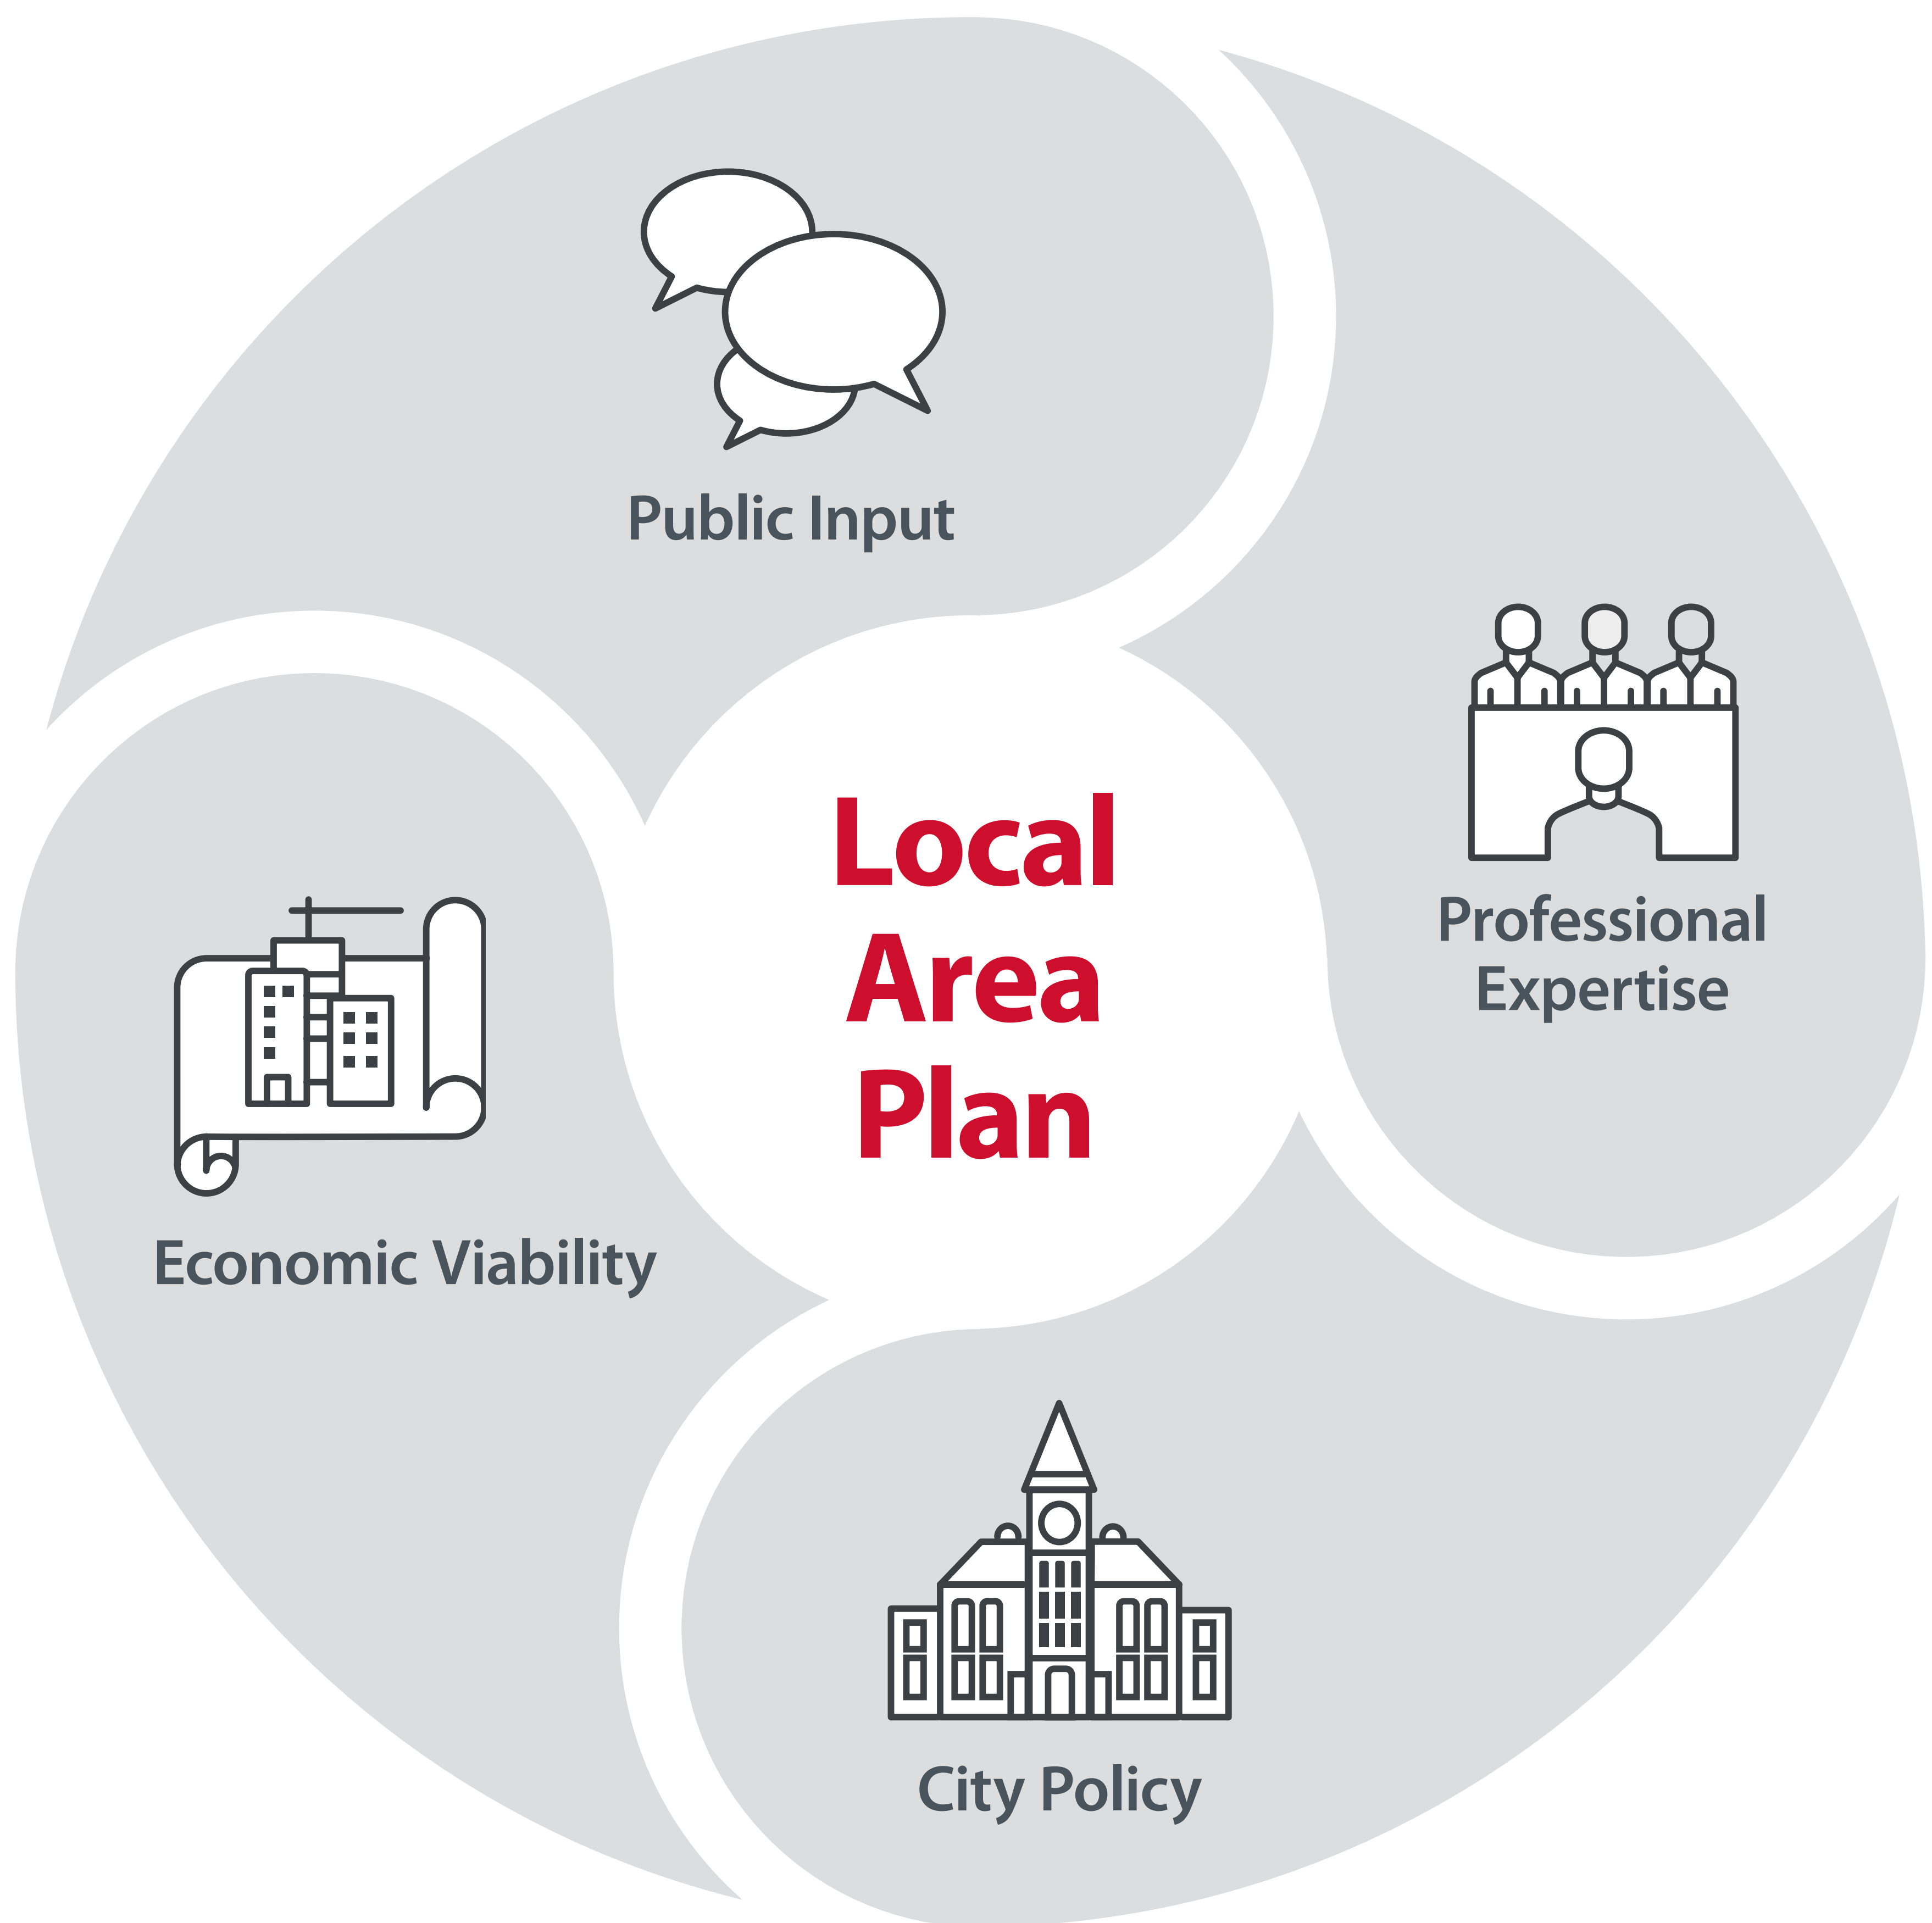 Public Input
Professional
Expertise
Local
Area
Plan
Economic Viability
City Policy